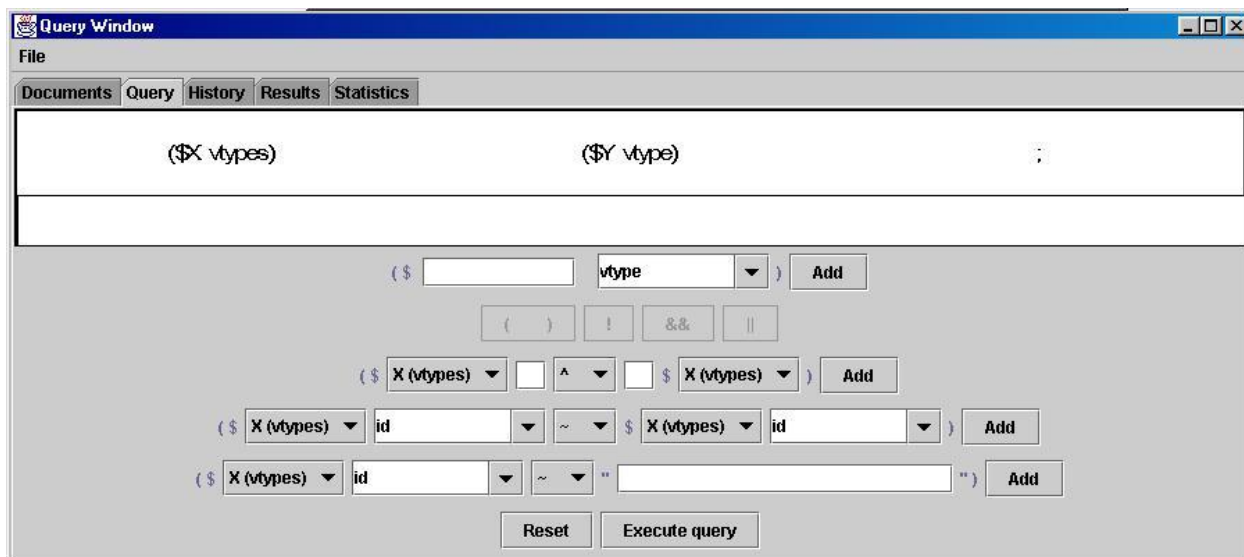 Query Window
File
Documents Query History Results Statistics
($X vtypes) ($Y vtype) ;
( $ vtype ) Add
( ) ! && ||
( $ X (vtypes) ^ $ X (vtypes) ) Add
( $ X (vtypes) id ~ $ X (vtypes) id ) Add
( $ X (vtypes) id ~ " " ) Add
Reset Execute query